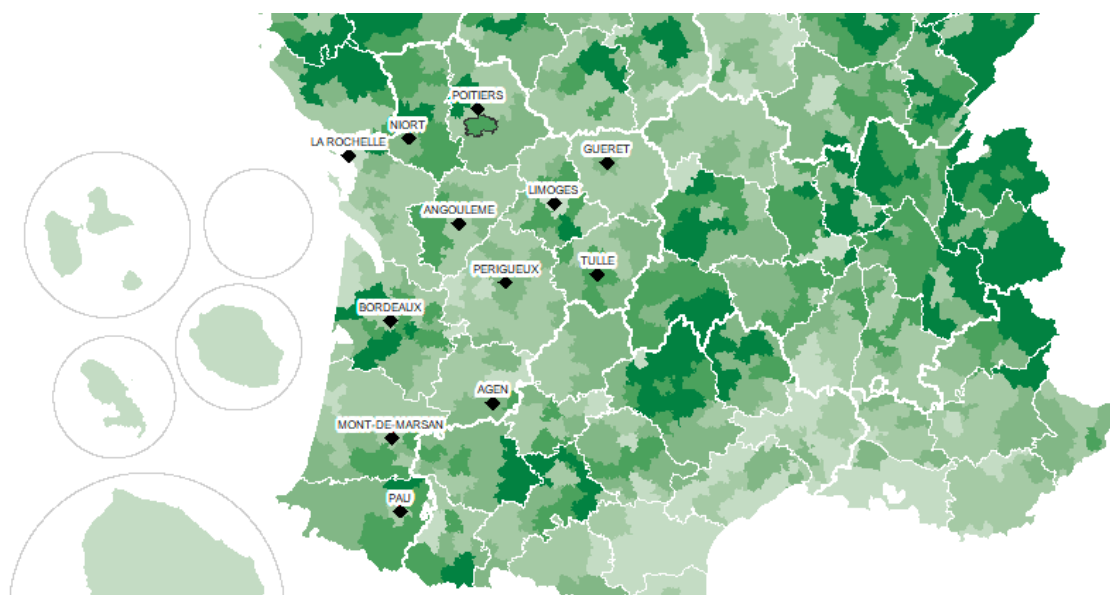 POITIERS
NIORT
LA ROCHELLE
GUERET
LIMOGES
ANGOULEME
TULLE
PERIGUEUX
BORDEAUX
AGEN
MONT-DE-MARSAN
PAU